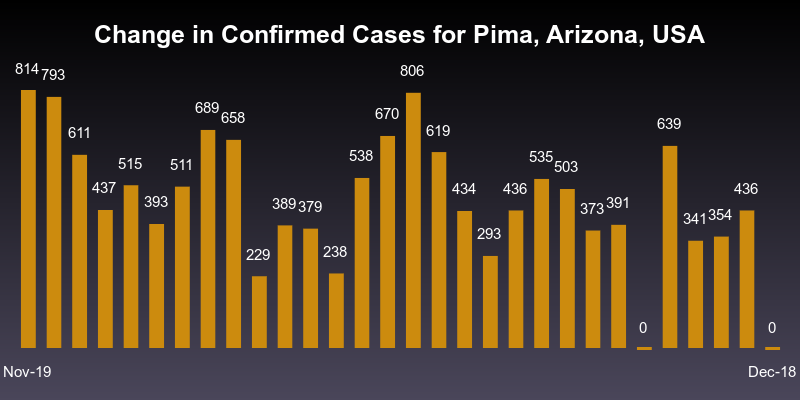 Change in Confirmed Cases for Pima, Arizona, USA
814 793 611 437 515 393 511 689 658 229 389 379 238 538 670 806 619 434 293 436 535 503 373 391 0 639 341 354 436 0
Nov-19 Dec-18